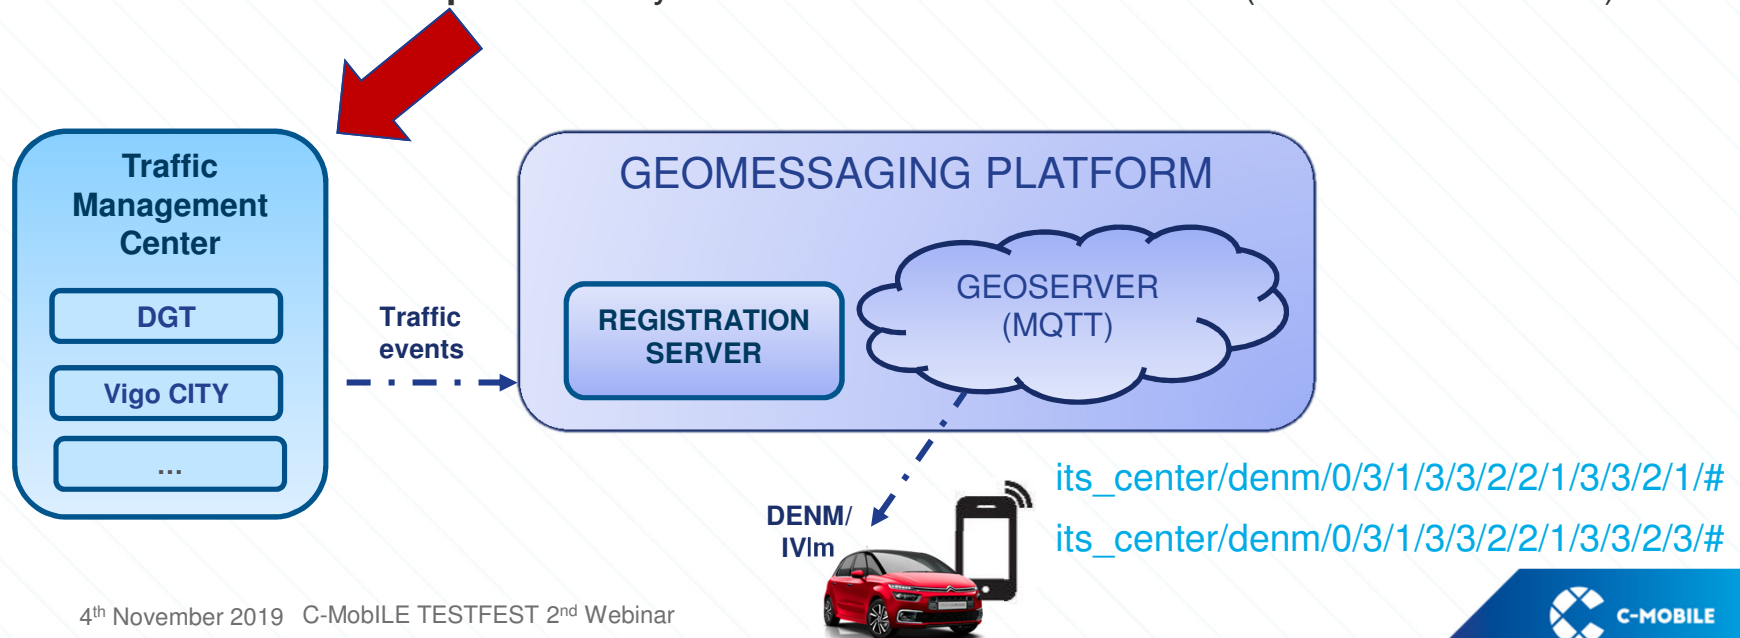 Traffic
Management
Center
DGT
Vigo CITY
...
Traffic
events
GEOMESSAGING PLATFORM
REGISTRATION
SERVER
GEOSERVER
(MQTT)
DENM/
IVIm
its_center/denm/0/3/1/3/3/2/2/1/3/3/2/1/#
its_center/denm/0/3/1/3/3/2/2/1/3/3/2/3/#
4th November 2019 C-MobILE TESTFEST 2nd Webinar
C-MOBILE